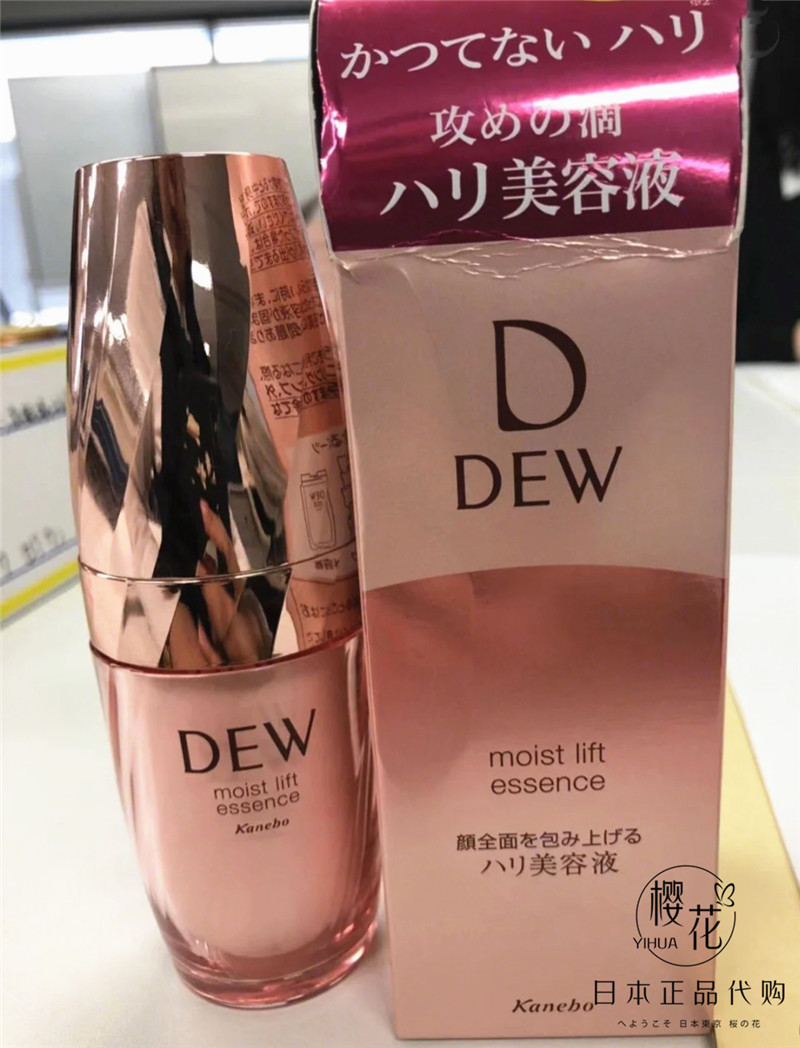 かつてない ハリ
攻めの滴
ハリ美容液
D
DEW
moist lift
essence
顔全面を包み上げる
ハリ美容液
Kanebo
DEW
moist lift
essence
Kanebo
樱花
YIHUA
日本正品代购
へようこそ 日本東京 桜の花